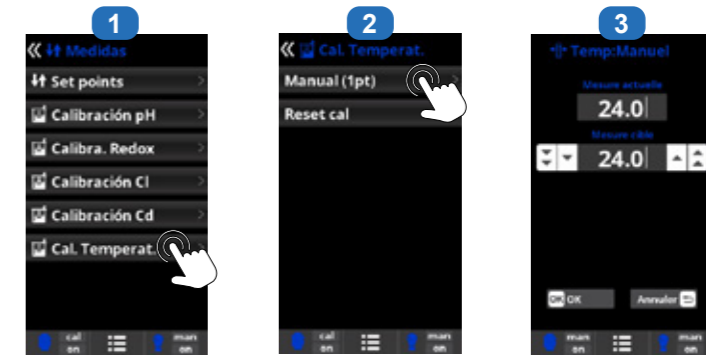 1
Medidas
Set points
Calibración pH
Calibra. Redox
Calibración Cl
Calibración Cd
Cal. Temperat.
cal on
man on
2
Cal. Temperat.
Manual (1pt)
Reset cal
cal on
man on
3
Temp:Manuel
Mesure actuelle
24.0
Mesure cible
24.0
OK OK
Annuler
man on
man on